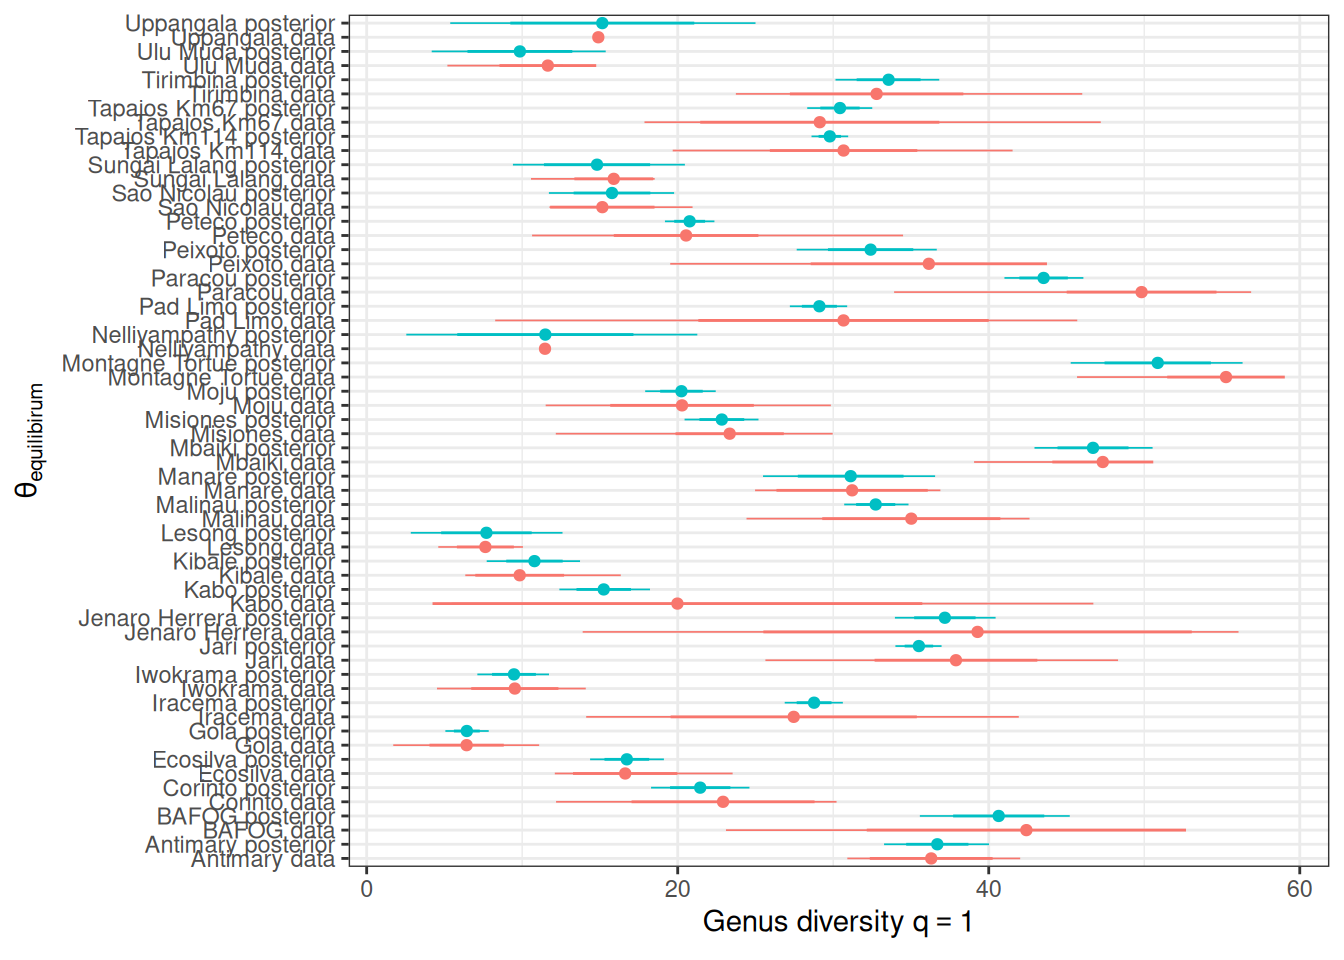 Uppangala posterior
Uppangala data
Ulu Muda posterior
Ulu Muda data
Tirimbina posterior
Tirimbina data
Tapajos Km67 posterior
Tapajos Km67 data
Tapajos Km114 posterior
Tapajos Km114 data
Sungai Lalang posterior
Sungai Lalang data
Sao Nicolau posterior
Sao Nicolau data
Peteco posterior
Peteco data
Peixoto posterior
Peixoto data
Paracou posterior
Paracou data
Pad Limo posterior
Pad Limo data
Nelliyampathy posterior
Nelliyampathy data
Montagne Tortue posterior
Montagne Tortue data
Moju posterior
Moju data
Misiones posterior
Misiones data
Mbaiki posterior
Mbaiki data
Manare posterior
Manare data
Malinau posterior
Malinau data
Lesong posterior
Lesong data
Kibale posterior
Kibale data
Kabo posterior
Kabo data
Jenaro Herrera posterior
Jenaro Herrera data
Jari posterior
Jari data
Iwokrama posterior
Iwokrama data
Iracema posterior
Iracema data
Gola posterior
Gola data
Ecosilva posterior
Ecosilva data
Corinto posterior
Corinto data
BAFOG posterior
BAFOG data
Antimary posterior
Antimary data
θequilibirum
0 20 40 60
Genus diversity q = 1